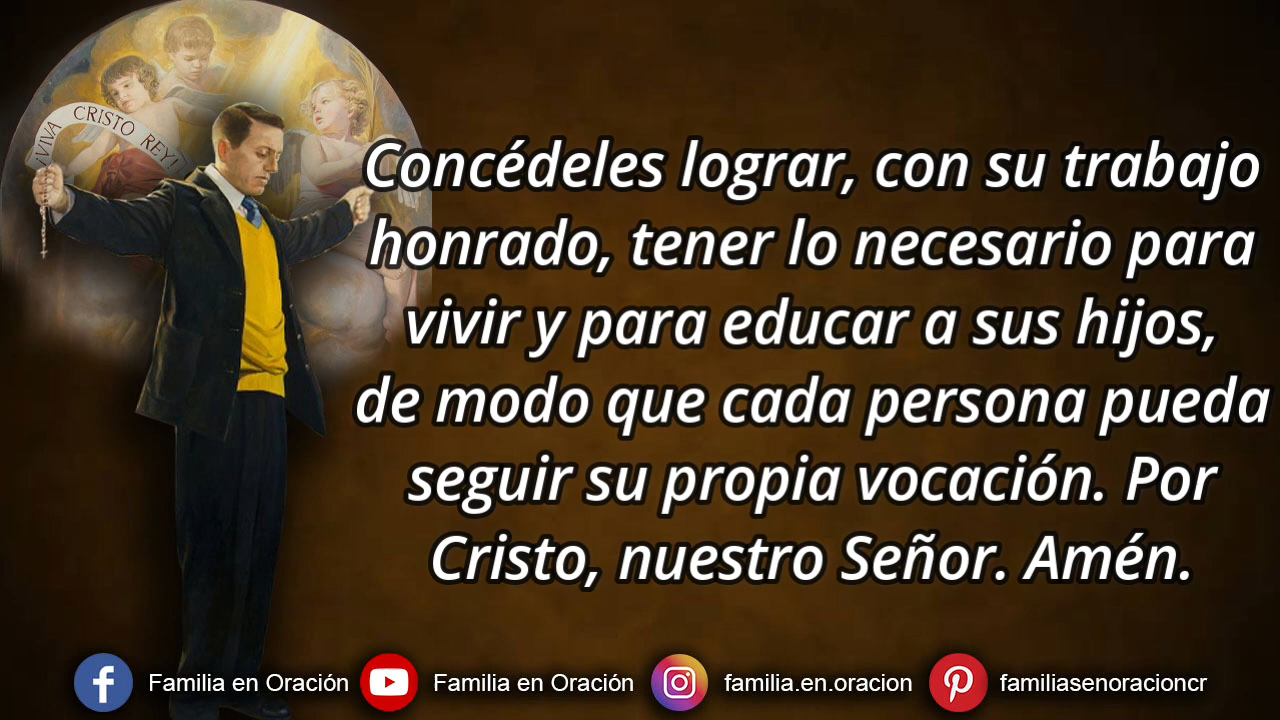 ¡VIVA CRISTO REY!
Concédeles lograr, con su trabajo
honrado, tener lo necesario para
vivir y para educar a sus hijos,
de modo que cada persona pueda
seguir su propia vocación. Por
Cristo, nuestro Señor. Amén.
Familia en Oración Familia en Oración familia.en.oracion familiasenoracioncr